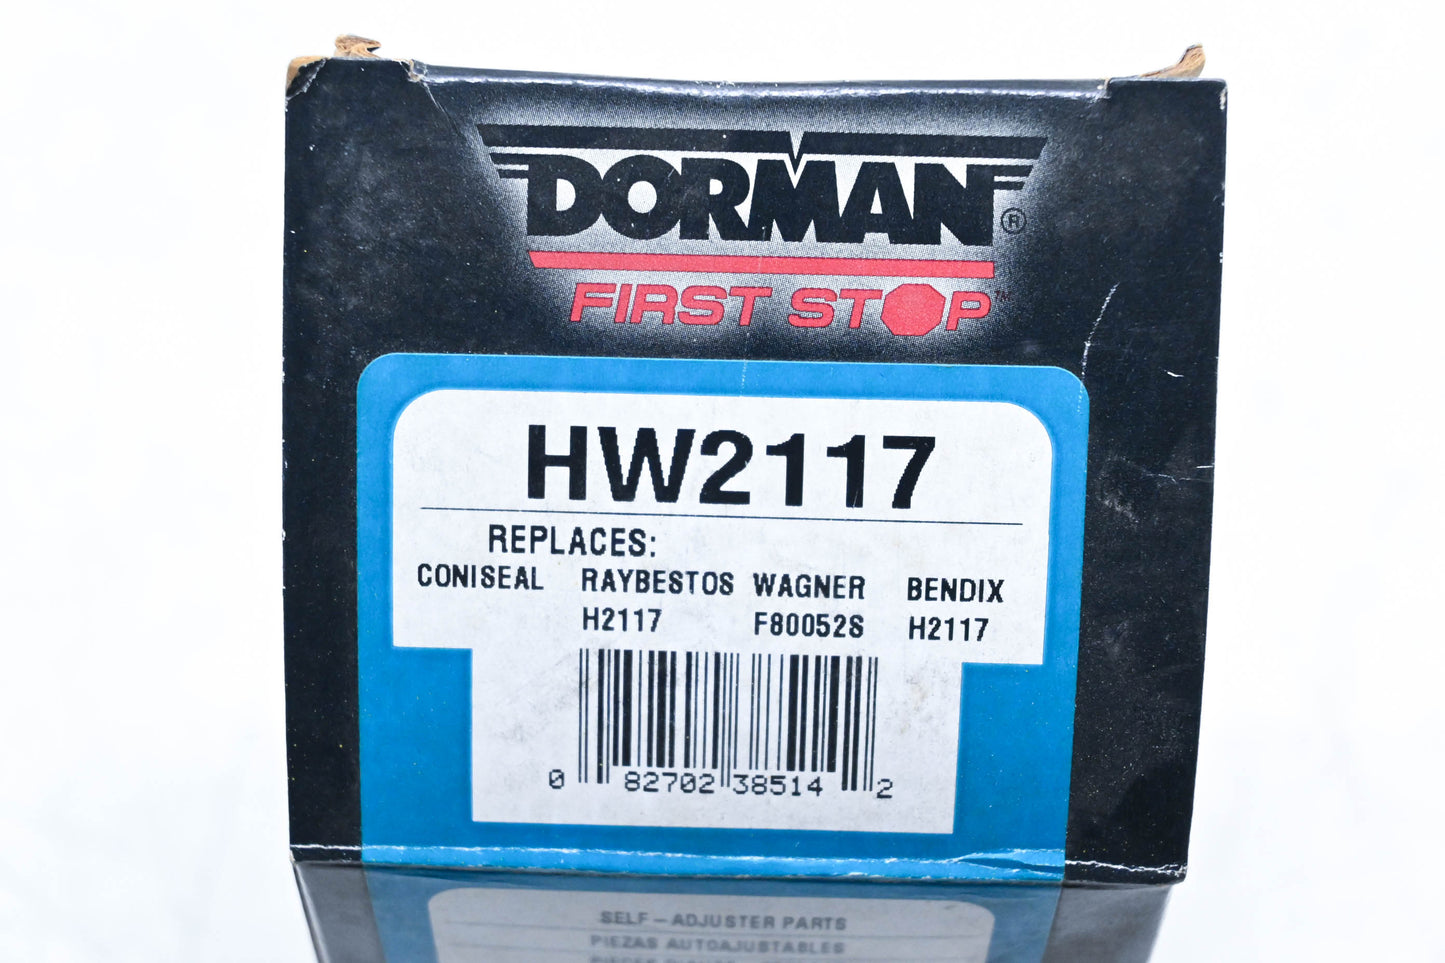 DORMAN®
FIRST STOP™
HW2117
REPLACES:
CONISEAL RAYBESTOS WAGNER BENDIX
H2117 F80052S H2117
0 82702 38514 2
SELF-ADJUSTER PARTS
PIEZAS AUTOAJUSTABLES